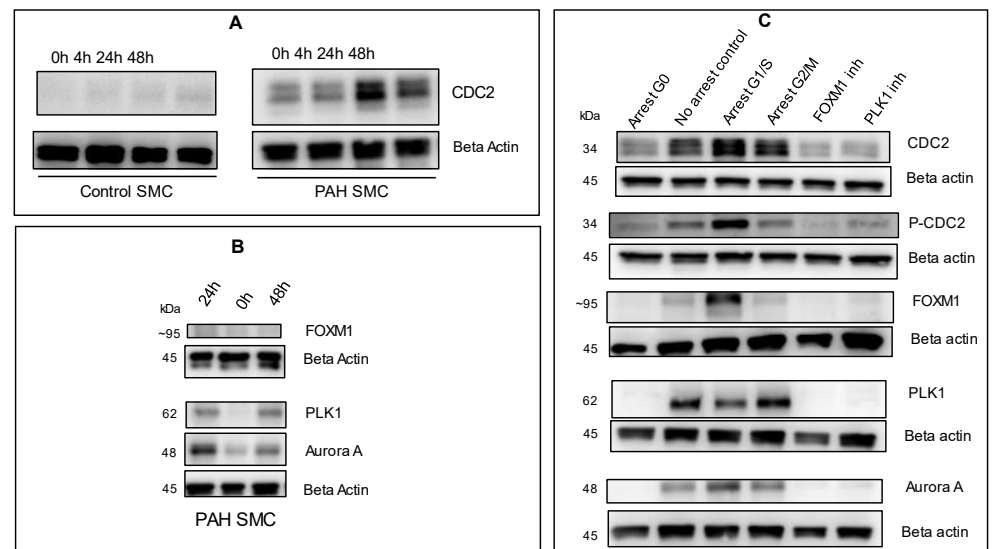 A
0h 4h 24h 48h
0h 4h 24h 48h
CDC2
Beta Actin
Control SMC
PAH SMC
B
24h
0h
48h
kDa
~95
FOXM1
45
Beta Actin
62
PLK1
48
Aurora A
45
Beta Actin
PAH SMC
C
Arrest G0
No arrest control
Arrest G1/S
Arrest G2/M
FOXM1 inh
PLK1 inh
kDa
34
CDC2
45
Beta actin
34
P-CDC2
45
Beta actin
~95
FOXM1
45
Beta actin
62
PLK1
45
Beta actin
48
Aurora A
45
Beta actin